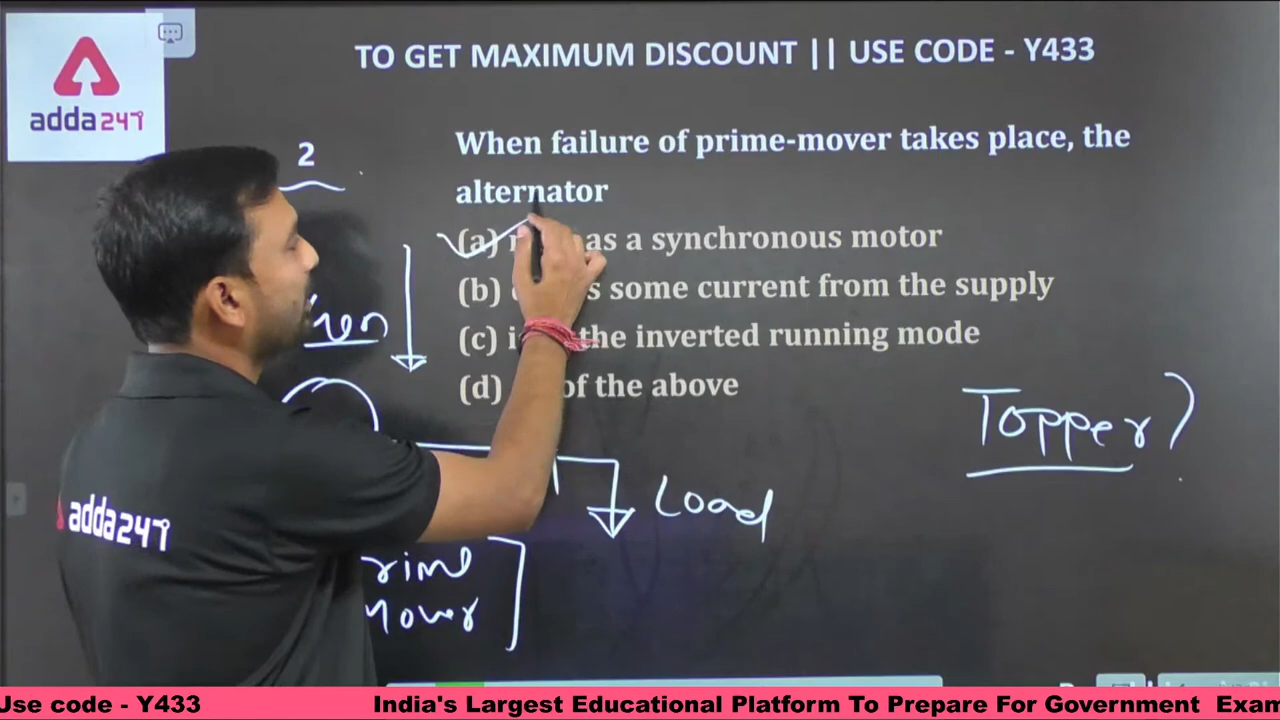 TO GET MAXIMUM DISCOUNT || USE CODE - Y433
adda247
2
When failure of prime-mover takes place, the
alternator
(a) as a synchronous motor
(b) some current from the supply
(c) the inverted running mode
(d) of the above
Topper?
Load
adda247
Use code - Y433 India's Largest Educational Platform To Prepare For Government Exam